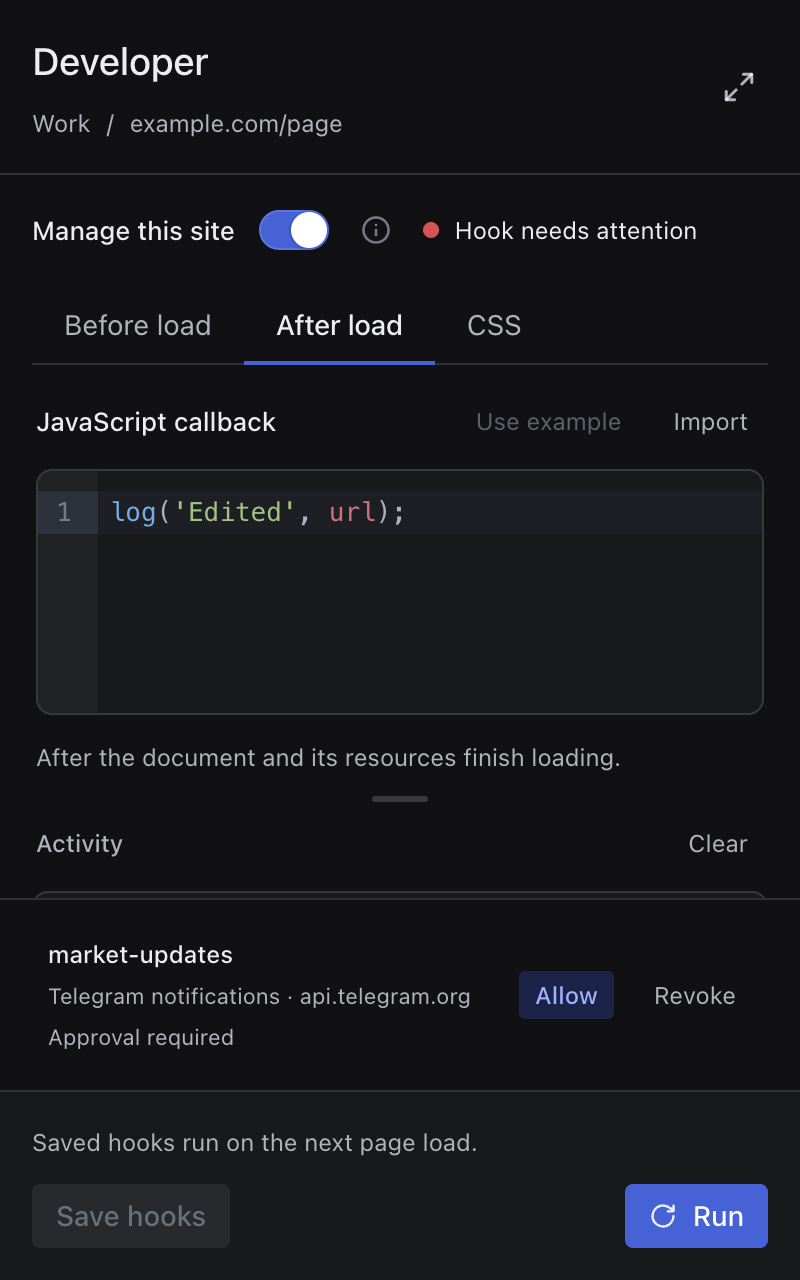 Developer
Work / example.com/page
Manage this site Hook needs attention
Before load After load CSS
JavaScript callback Use example Import
1 log('Edited', url);
After the document and its resources finish loading.
Activity Clear
market-updates
Telegram notifications · api.telegram.org
Allow Revoke
Approval required
Saved hooks run on the next page load.
Save hooks Run